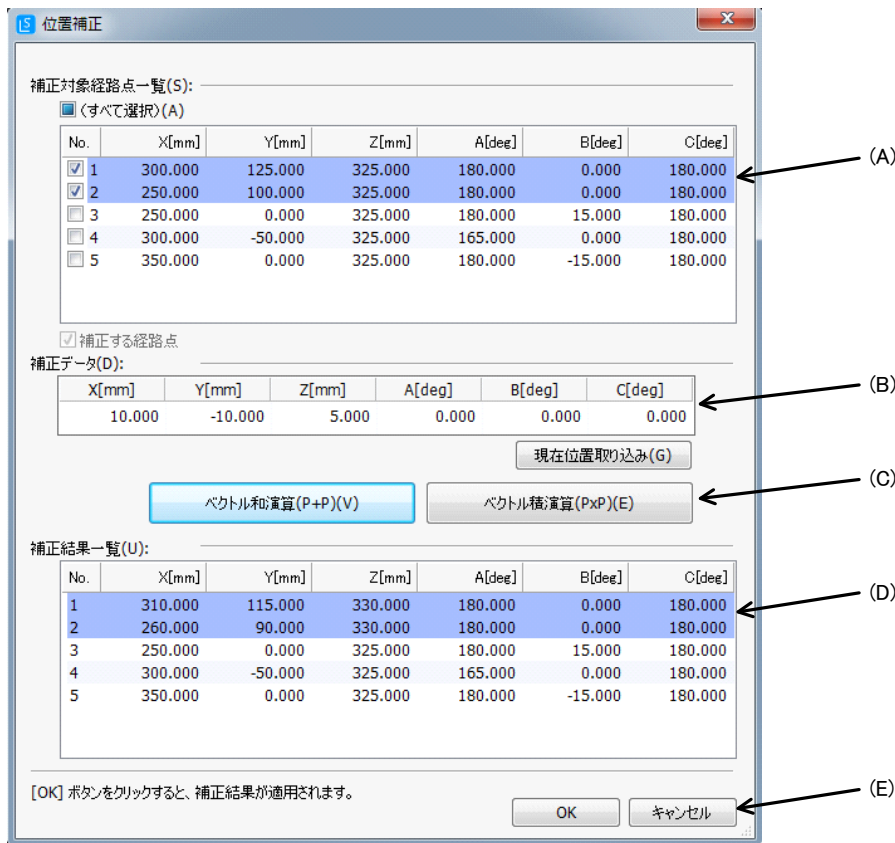 位置補正
補正対象経路点一覧(S):
(すべて選択)(A)
No. X[mm] Y[mm] Z[mm] A[deg] B[deg] C[deg]
1 300.000 125.000 325.000 180.000 0.000 180.000
2 250.000 100.000 325.000 180.000 0.000 180.000
3 250.000 0.000 325.000 180.000 15.000 180.000
4 300.000 -50.000 325.000 165.000 0.000 180.000
5 350.000 0.000 325.000 180.000 -15.000 180.000
(A)
補正する経路点
補正データ(D):
X[mm] Y[mm] Z[mm] A[deg] B[deg] C[deg]
10.000 -10.000 5.000 0.000 0.000 0.000
(B)
現在位置取り込み(G)
ベクトル和演算(P+P)(V) ベクトル積演算(PxP)(E)
(C)
補正結果一覧(U):
No. X[mm] Y[mm] Z[mm] A[deg] B[deg] C[deg]
1 310.000 115.000 330.000 180.000 0.000 180.000
2 260.000 90.000 330.000 180.000 0.000 180.000
3 250.000 0.000 325.000 180.000 15.000 180.000
4 300.000 -50.000 325.000 165.000 0.000 180.000
5 350.000 0.000 325.000 180.000 -15.000 180.000
(D)
[OK] ボタンをクリックすると、補正結果が適用されます。
OK キャンセル
(E)